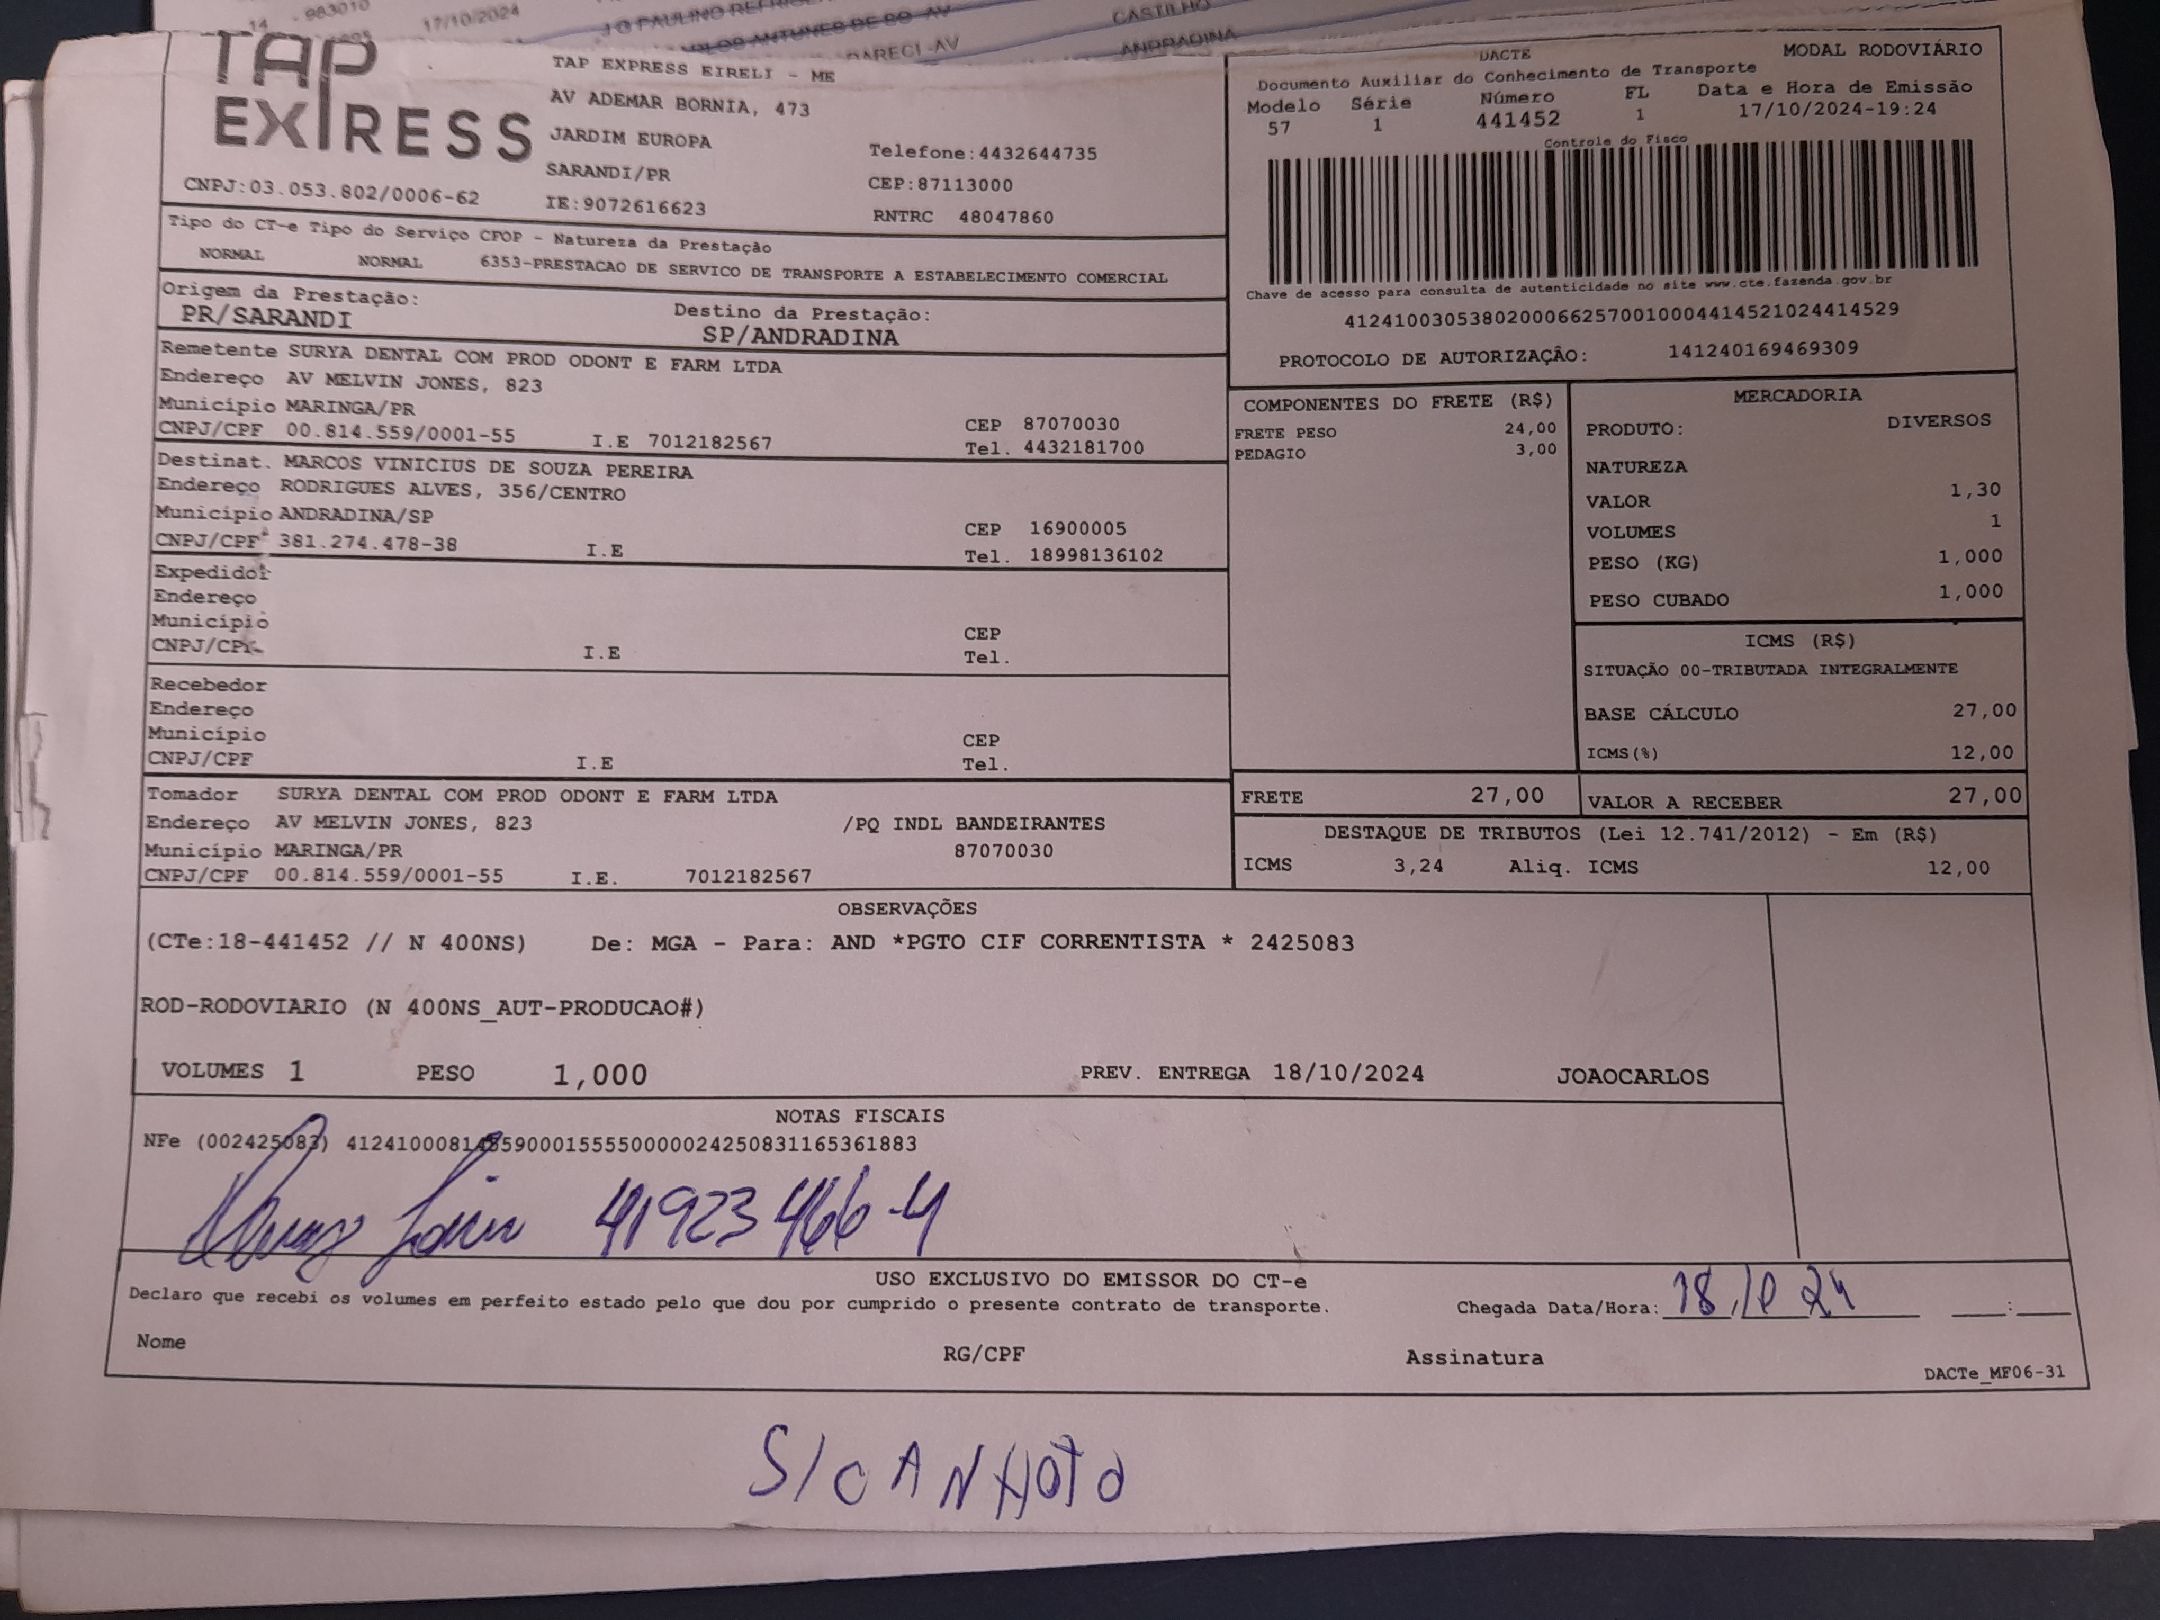 17/10/2024
CASTILHO
ANDRADINA
TAP
EXPRESS
TAP EXPRESS EIRELI - ME
AV ADEMAR BORNIA, 473
JARDIM EUROPA
SARANDI/PR
IE:9072616623
Telefone:4432644735
CEP:87113000
RNTRC 48047860
CNPJ:03.053.802/0006-62
DACTE
MODAL RODOVIÁRIO
Documento Auxiliar do Conhecimento de Transporte
Modelo Série Número FL Data e Hora de Emissão
57 1 441452 1 17/10/2024-19:24
Controle do Fisco
Chave de acesso para consulta de autenticidade no site www.cte.fazenda.gov.br
41241003053802000662570010004414521024414529
PROTOCOLO DE AUTORIZAÇÃO: 141240169469309
Tipo do CT-e Tipo do Serviço CFOP - Natureza da Prestação
NORMAL NORMAL 6353-PRESTACAO DE SERVICO DE TRANSPORTE A ESTABELECIMENTO COMERCIAL
Origem da Prestação: Destino da Prestação:
PR/SARANDI SP/ANDRADINA
Remetente SURYA DENTAL COM PROD ODONT E FARM LTDA
Endereço AV MELVIN JONES, 823
Município MARINGA/PR CEP 87070030
CNPJ/CPF 00.814.559/0001-55 I.E 7012182567 Tel. 4432181700
Destinat. MARCOS VINICIUS DE SOUZA PEREIRA
Endereço RODRIGUES ALVES, 356/CENTRO
Município ANDRADINA/SP CEP 16900005
CNPJ/CPF 381.274.478-38 I.E Tel. 18998136102
Expedidor
Endereço
Município CEP
CNPJ/CPF I.E Tel.
Recebedor
Endereço
Município CEP
CNPJ/CPF I.E Tel.
Tomador SURYA DENTAL COM PROD ODONT E FARM LTDA
Endereço AV MELVIN JONES, 823 /PQ INDL BANDEIRANTES
Município MARINGA/PR 87070030
CNPJ/CPF 00.814.559/0001-55 I.E. 7012182567
COMPONENTES DO FRETE (R$)
FRETE PESO 24,00
PEDAGIO 3,00
MERCADORIA
PRODUTO: DIVERSOS
NATUREZA
VALOR 1,30
VOLUMES 1
PESO (KG) 1,000
PESO CUBADO 1,000
ICMS (R$)
SITUAÇÃO 00-TRIBUTADA INTEGRALMENTE
BASE CÁLCULO 27,00
ICMS(%) 12,00
FRETE 27,00 VALOR A RECEBER 27,00
DESTAQUE DE TRIBUTOS (Lei 12.741/2012) - Em (R$)
ICMS 3,24 Aliq. ICMS 12,00
OBSERVAÇÕES
(CTe:18-441452 // N 400NS) De: MGA - Para: AND *PGTO CIF CORRENTISTA * 2425083
ROD-RODOVIARIO (N 400NS_AUT-PRODUCAO#)
VOLUMES 1 PESO 1,000 PREV. ENTREGA 18/10/2024 JOAOCARLOS
NOTAS FISCAIS
NFe (002425083) 41241000814559000155550000024250831165361883
41923466-4
USO EXCLUSIVO DO EMISSOR DO CT-e
Declaro que recebi os volumes em perfeito estado pelo que dou por cumprido o presente contrato de transporte.
Chegada Data/Hora: 18/10 24 __:__
Nome RG/CPF Assinatura
DACTe_MF06-31
S/CANHOTO